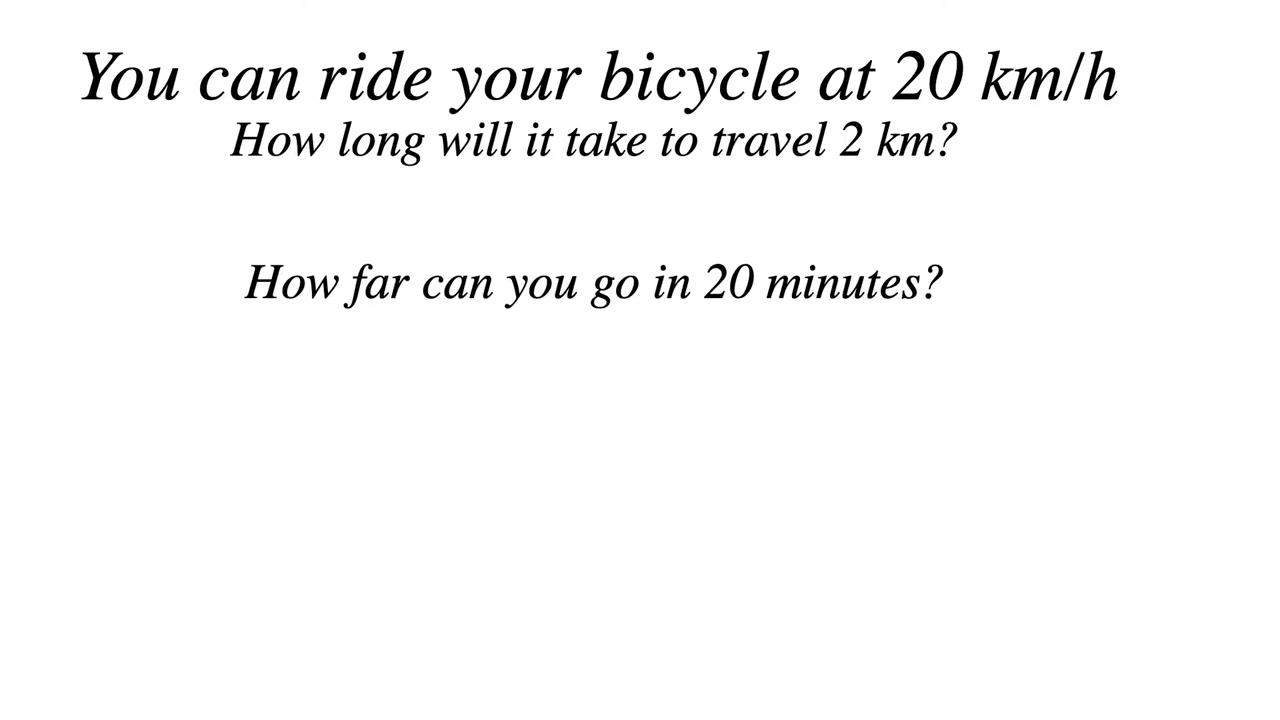 You can ride your bicycle at 20 km/h
How long will it take to travel 2 km?
How far can you go in 20 minutes?